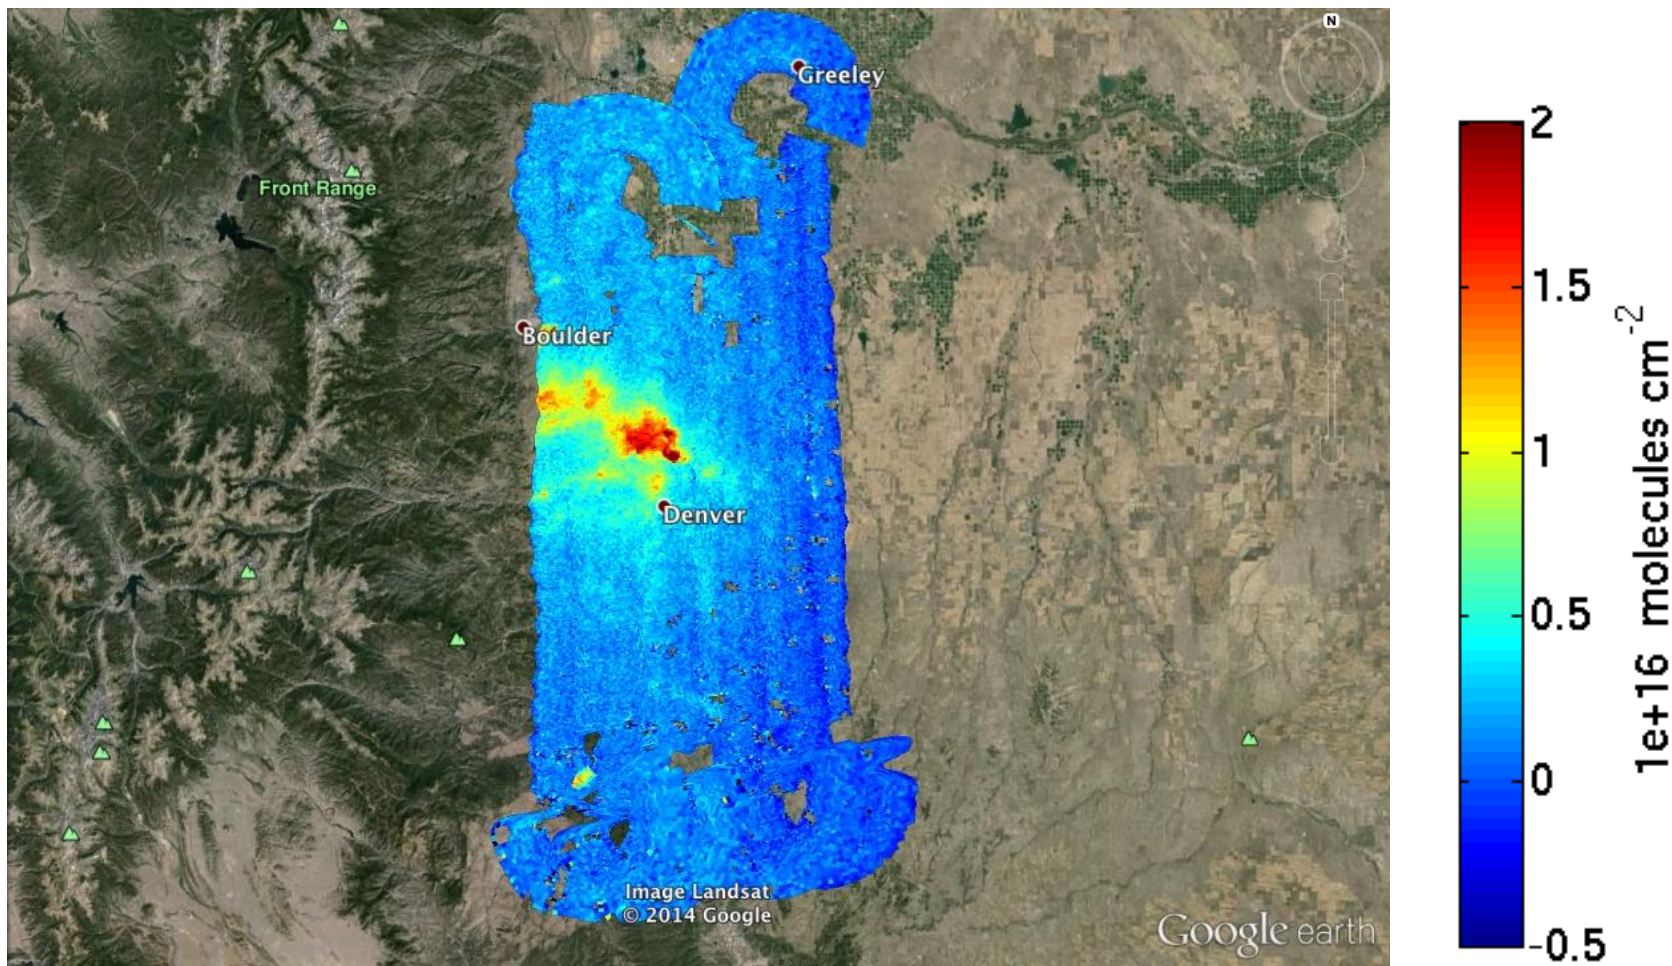 N
Greeley
Front Range
Boulder
Denver
Image Landsat
© 2014 Google
Google earth
2
1.5
1
0.5
0
-0.5
1e+16 molecules cm-2